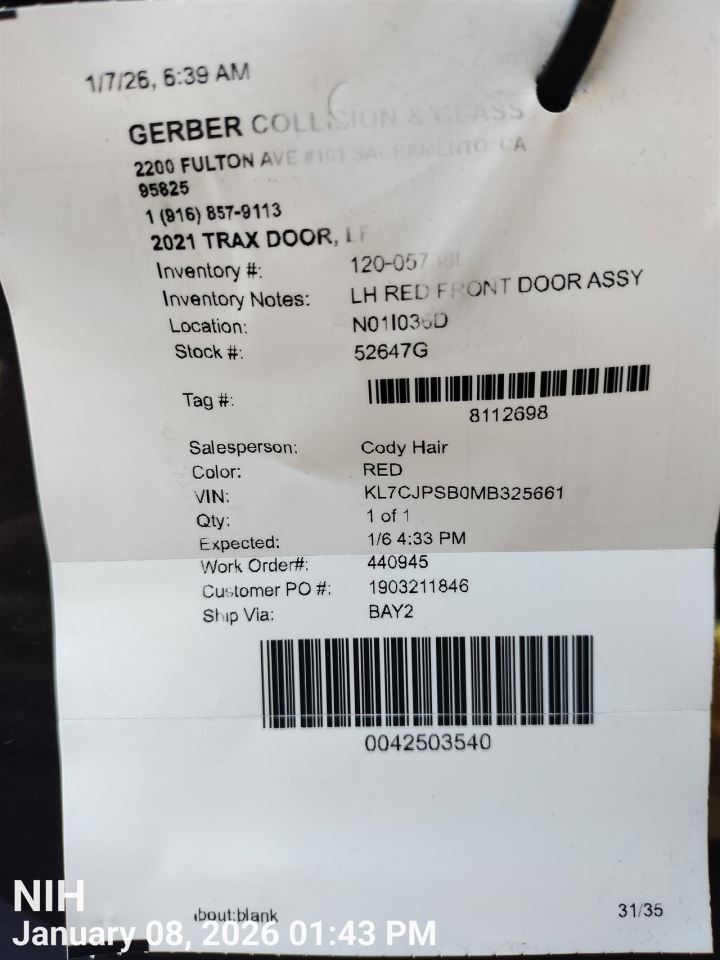 1/7/26, 6:39 AM
GERBER COLLISION & GLASS
2200 FULTON AVE #101 SACRAMENTO CA
95825
1 (916) 857-9113
2021 TRAX DOOR,
Inventory #:
Inventory Notes: LH RED FRONT DOOR ASSY
Location:
Stock #: 52647G
Tag #:
8112698
Salesperson: Cody Hair
Color: RED
VIN: KL7CJPSB0MB325661
Qty: 1 of 1
Expected: 1/6 4:33 PM
Work Order#: 440945
Customer PO #: 1903211846
Ship Via: BAY2
0042503540
about:blank 31/35
NIH
January 08, 2026 01:43 PM